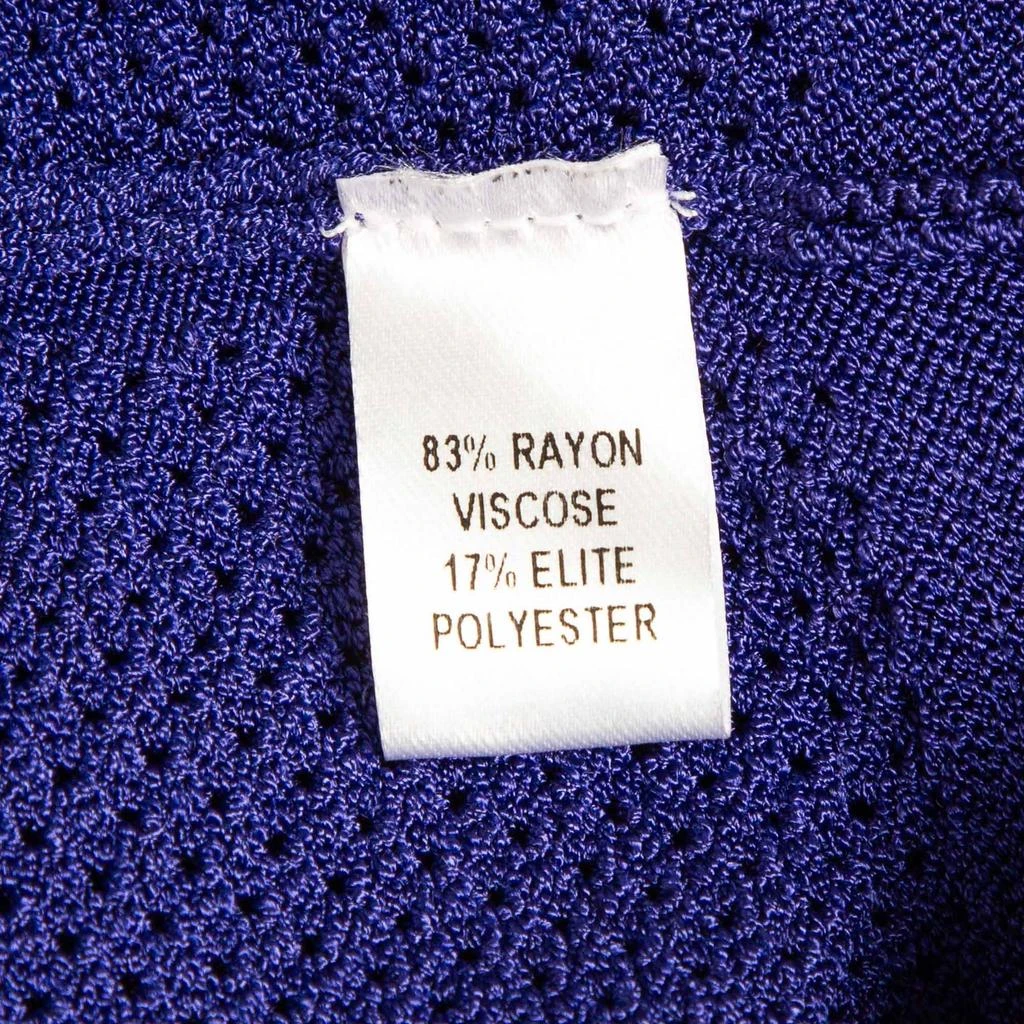 83% RAYON
VISCOSE
17% ELITE
POLYESTER